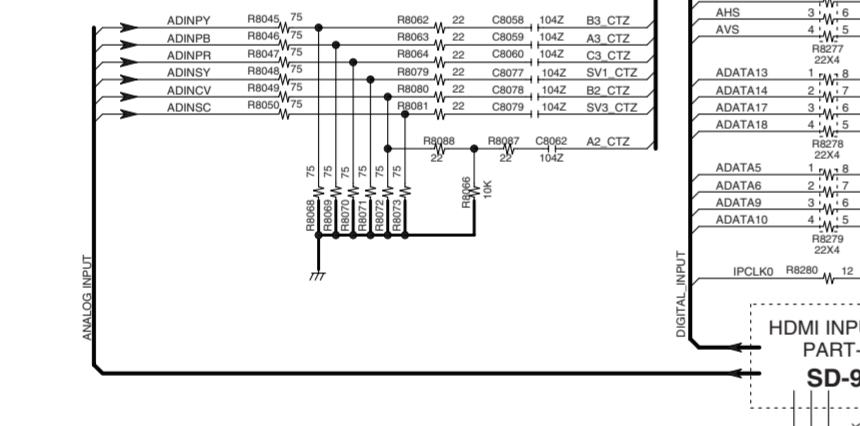 ADINPY R8045 75 R8062 22 C8058 104Z B3_CTZ
ADINPB R8046 75 R8063 22 C8059 104Z A3_CTZ
ADINPR R8047 75 R8064 22 C8060 104Z C3_CTZ
ADINSY R8048 75 R8079 22 C8077 104Z SV1_CTZ
ADINCV R8049 75 R8080 22 C8078 104Z B2_CTZ
ADINSC R8050 75 R8081 22 C8079 104Z SV3_CTZ
R8088 22 R8087 22 C8062 104Z A2_CTZ
75 75 75 75 75 75
R8068 R8069 R8070 R8071 R8072 R8073 R8066 10K
ANALOG INPUT
DIGITAL_INPUT
AHS 3 6
AVS 4 5
R8277
22X4
ADATA13 1 8
ADATA14 2 7
ADATA17 3 6
ADATA18 4 5
R8278
22X4
ADATA5 1 8
ADATA6 2 7
ADATA9 3 6
ADATA10 4 5
R8279
22X4
IPCLK0 R8280 12
HDMI INP
PART-
SD-9